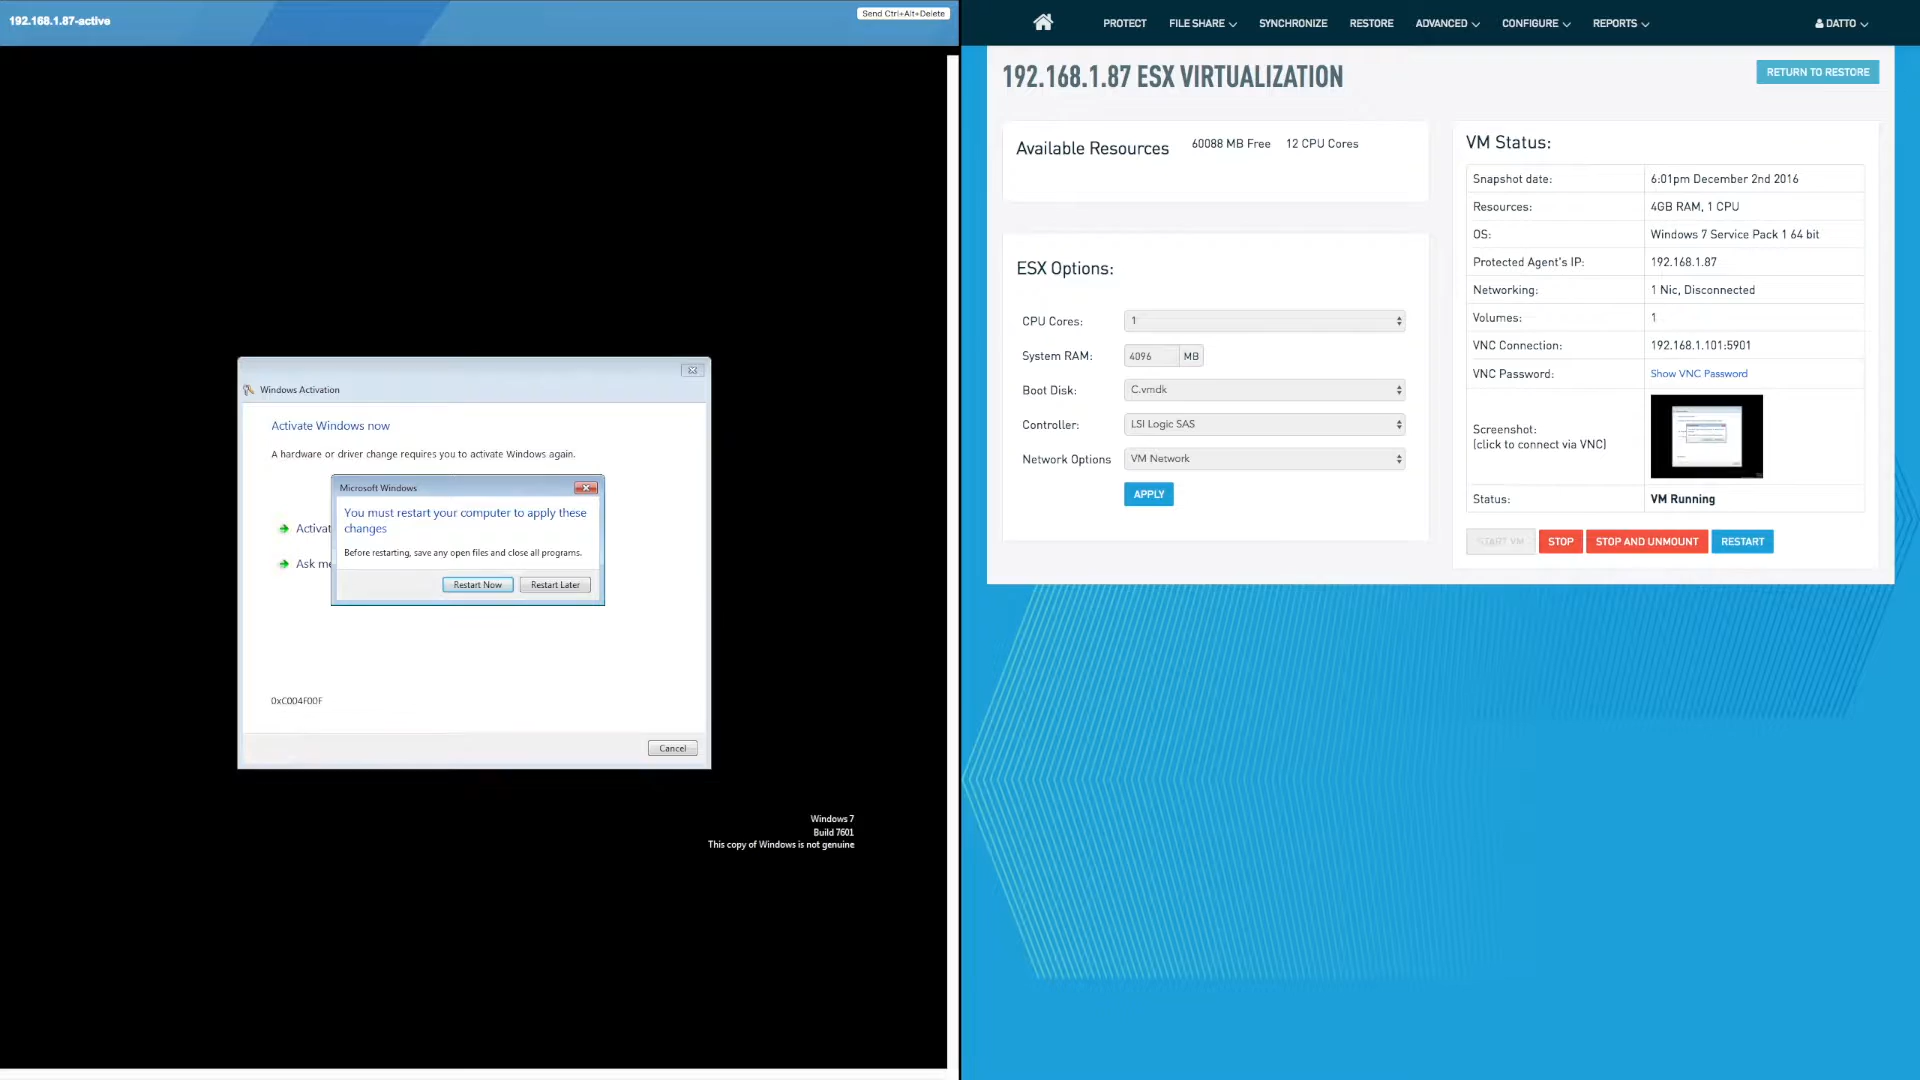 192.168.1.87-active
Send Ctrl+Alt+Delete
Windows Activation
Activate Windows now
A hardware or driver change requires you to activate Windows again.
Microsoft Windows
You must restart your computer to apply these
changes
Before restarting, save any open files and close all programs.
Restart Now
Restart Later
Activat
Ask me
0xC004F00F
Cancel
Windows 7
Build 7601
This copy of Windows is not genuine
PROTECT
FILE SHARE
SYNCHRONIZE
RESTORE
ADVANCED
CONFIGURE
REPORTS
DATTO
192.168.1.87 ESX VIRTUALIZATION
RETURN TO RESTORE
Available Resources 60088 MB Free 12 CPU Cores
ESX Options:
CPU Cores: 1
System RAM: 4096 MB
Boot Disk: C.vmdk
Controller: LSI Logic SAS
Network Options VM Network
APPLY
VM Status:
Snapshot date: 6:01pm December 2nd 2016
Resources: 4GB RAM, 1 CPU
OS: Windows 7 Service Pack 1 64 bit
Protected Agent's IP: 192.168.1.87
Networking: 1 Nic, Disconnected
Volumes: 1
VNC Connection: 192.168.1.101:5901
VNC Password: Show VNC Password
Screenshot:
(click to connect via VNC)
Status: VM Running
START VM
STOP
STOP AND UNMOUNT
RESTART